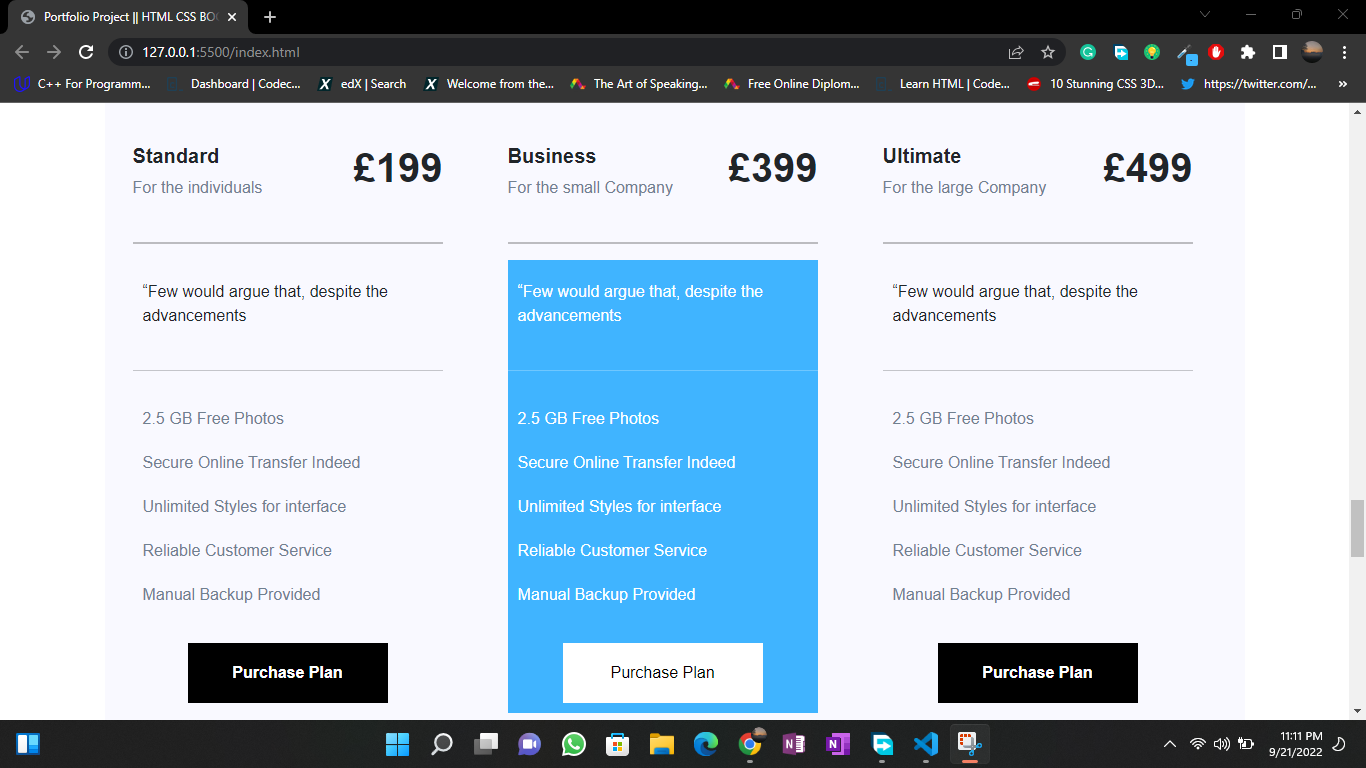 Portfolio Project || HTML CSS BOO
127.0.0.1:5500/index.html
C++ For Programm...
Dashboard | Codec...
edX | Search
Welcome from the...
The Art of Speaking...
Free Online Diplom...
Learn HTML | Code...
10 Stunning CSS 3D...
https://twitter.com/...
»
Standard
£199
For the individuals
“Few would argue that, despite the
advancements
2.5 GB Free Photos
Secure Online Transfer Indeed
Unlimited Styles for interface
Reliable Customer Service
Manual Backup Provided
Purchase Plan
Business
£399
For the small Company
“Few would argue that, despite the
advancements
2.5 GB Free Photos
Secure Online Transfer Indeed
Unlimited Styles for interface
Reliable Customer Service
Manual Backup Provided
Purchase Plan
Ultimate
£499
For the large Company
“Few would argue that, despite the
advancements
2.5 GB Free Photos
Secure Online Transfer Indeed
Unlimited Styles for interface
Reliable Customer Service
Manual Backup Provided
Purchase Plan
11:11 PM
9/21/2022